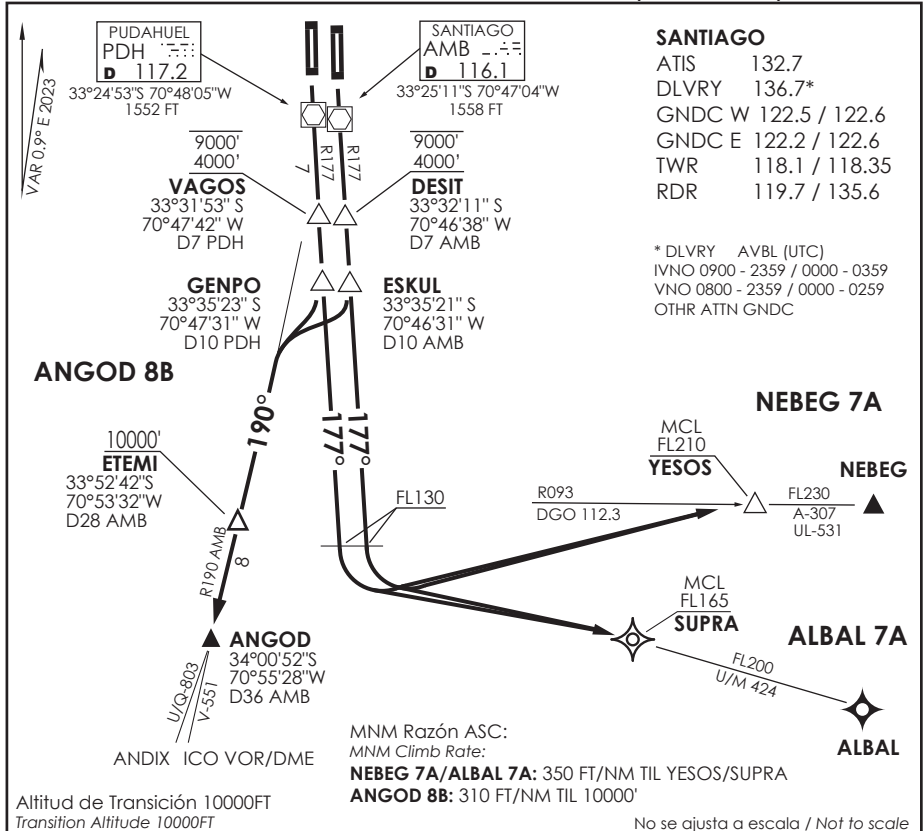 PUDAHUEL
PDH
D 117.2
33°24'53"S 70°48'05"W
1552 FT
SANTIAGO
AMB
D 116.1
33°25'11"S 70°47'04"W
1558 FT
SANTIAGO
ATIS 132.7
DLVRY 136.7*
GNDC W 122.5 / 122.6
GNDC E 122.2 / 122.6
TWR 118.1 / 118.35
RDR 119.7 / 135.6
* DLVRY AVBL (UTC)
IVNO 0900 - 2359 / 0000 - 0359
VNO 0800 - 2359 / 0000 - 0259
OTHR ATTN GNDC
VAR 0.9° E 2023
R177
7
R177
9000'
4000'
VAGOS
33°31'53" S
70°47'42" W
D7 PDH
9000'
4000'
DESIT
33°32'11" S
70°46'38" W
D7 AMB
GENPO
33°35'23" S
70°47'31" W
D10 PDH
ESKUL
33°35'21" S
70°46'31" W
D10 AMB
ANGOD 8B
190°
177°
177°
10000'
ETEMI
33°52'42"S
70°53'32"W
D28 AMB
FL130
NEBEG 7A
MCL
FL210
YESOS
NEBEG
R093
DGO 112.3
FL230
A-307
UL-531
R190 AMB
8
ANGOD
34°00'52"S
70°55'28"W
D36 AMB
U/Q-803
V-551
ANDIX ICO VOR/DME
MCL
FL165
SUPRA
ALBAL 7A
FL200
U/M 424
ALBAL
MNM Razón ASC:
MNM Climb Rate:
NEBEG 7A/ALBAL 7A: 350 FT/NM TIL YESOS/SUPRA
ANGOD 8B: 310 FT/NM TIL 10000'
Altitud de Transición 10000FT
Transition Altitude 10000FT
No se ajusta a escala / Not to scale